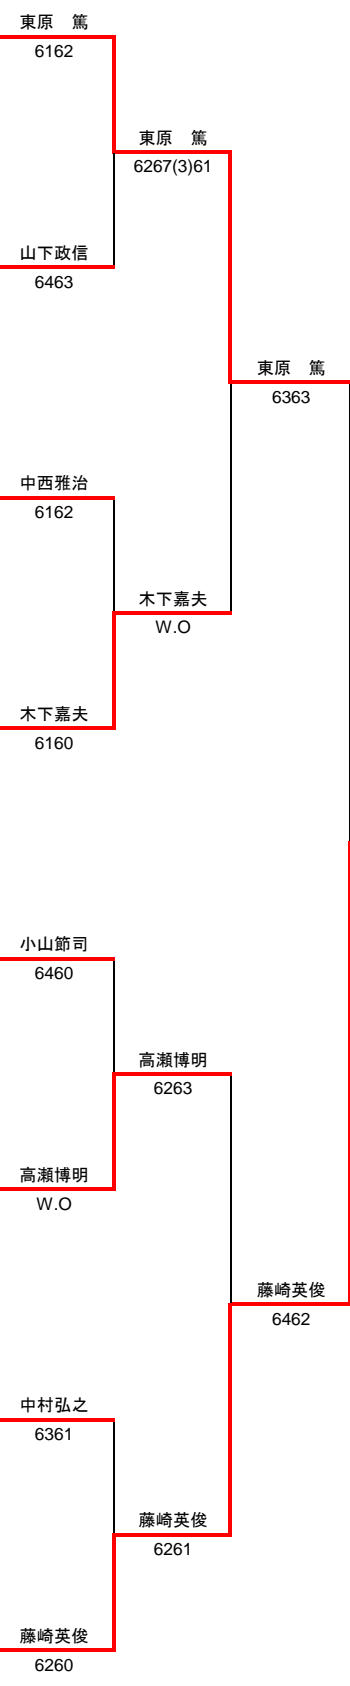 東原　篤
6162
東原　篤
6267(3)61
山下政信
6463
東原　篤
6363
中西雅治
6162
木下嘉夫
W.O
木下嘉夫
6160
小山節司
6460
高瀬博明
6263
高瀬博明
W.O
藤崎英俊
6462
中村弘之
6361
藤崎英俊
6261
藤崎英俊
6260